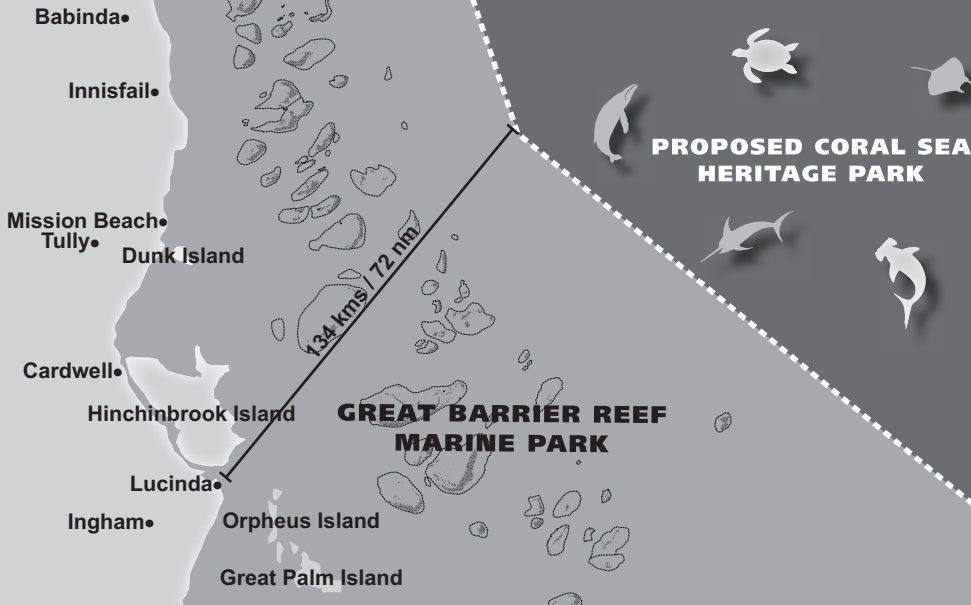 Babinda
Innisfail
PROPOSED CORAL SEA
HERITAGE PARK
Mission Beach
Tully
Dunk Island
134 kms / 72 nm
Cardwell
Hinchinbrook Island
GREAT BARRIER REEF
MARINE PARK
Lucinda
Ingham
Orpheus Island
Great Palm Island